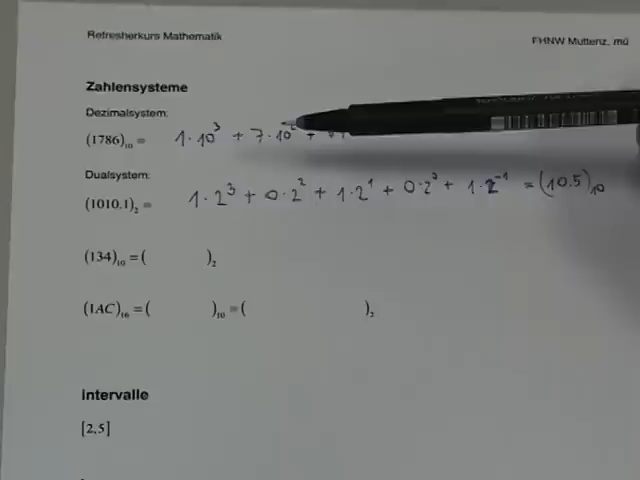 Refresherkurs Mathematik
FHNW Muttenz, mü
Zahlensysteme
Dezimalsystem:
(1786)₁₀ = 1·10³ + 7·10² +
Dualsystem:
(1010.1)₂ = 1·2³ + 0·2² + 1·2¹ + 0·2⁰ + 1·2⁻¹ = (10.5)₁₀
(134)₁₀ = ( )₂
(1AC)₁₆ = ( )₁₀ = ( )₂
Intervalle
[2,5]